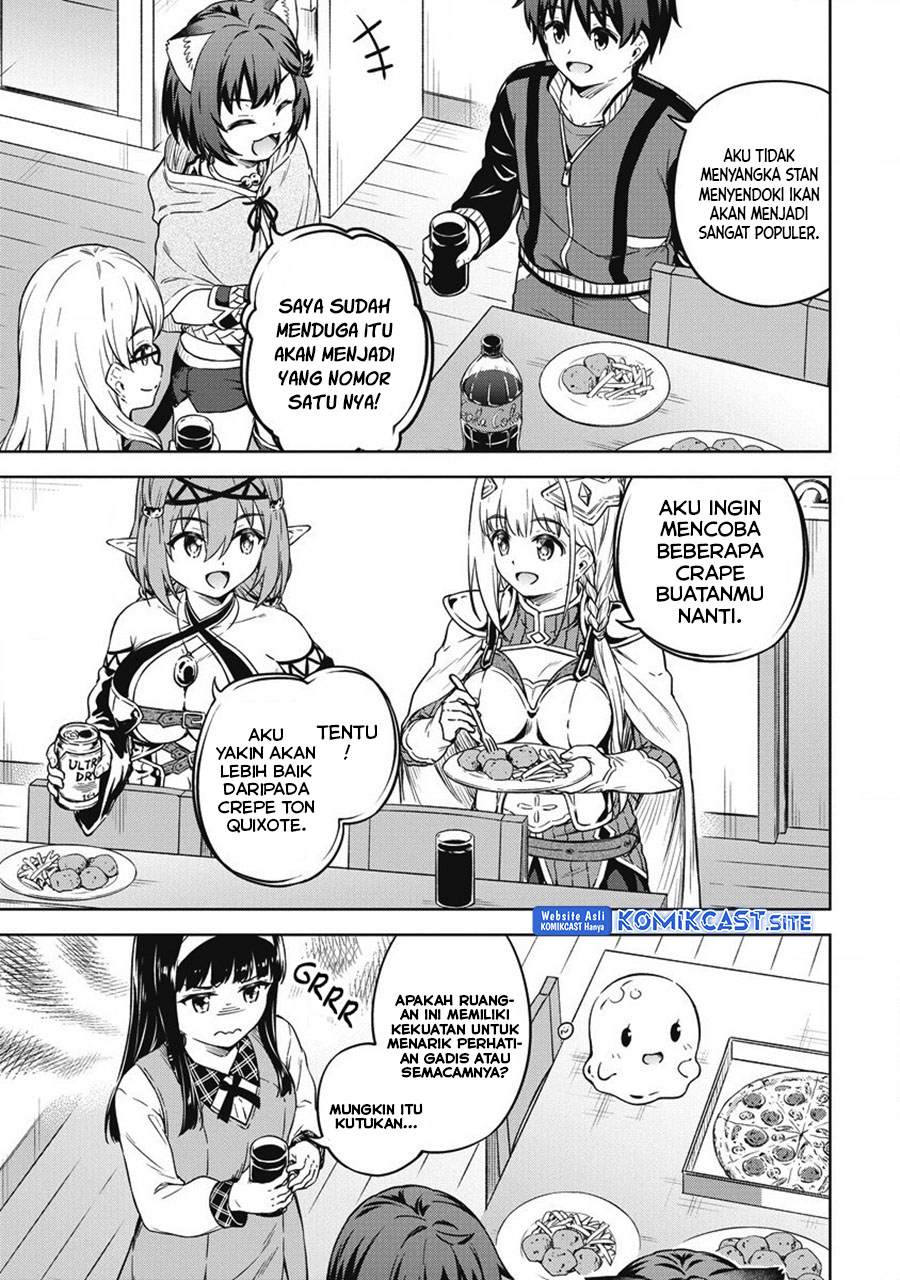 AKU TIDAK
MENYANGKA STAN
MENYENDOKI IKAN
AKAN MENJADI
SANGAT POPULER.
SAYA SUDAH
MENDUGA ITU
AKAN MENJADI
YANG NOMOR
SATU NYA!
AKU INGIN
MENCOBA
BEBERAPA
CRAPE
BUATANMU
NANTI.
TENTU
!
AKU
YAKIN AKAN
LEBIH BAIK
DARIPADA
CREPE TON
QUIXOTE.
ULTRA
DRY
Website Asli
KOMIKCAST Hanya
KOMIKCAST.SITE
GRRR
APAKAH RUANG-
AN INI MEMILIKI
KEKUATAN UNTUK
MENARIK PERHATI-
AN GADIS ATAU
SEMACAMNYA?
MUNGKIN ITU
KUTUKAN...